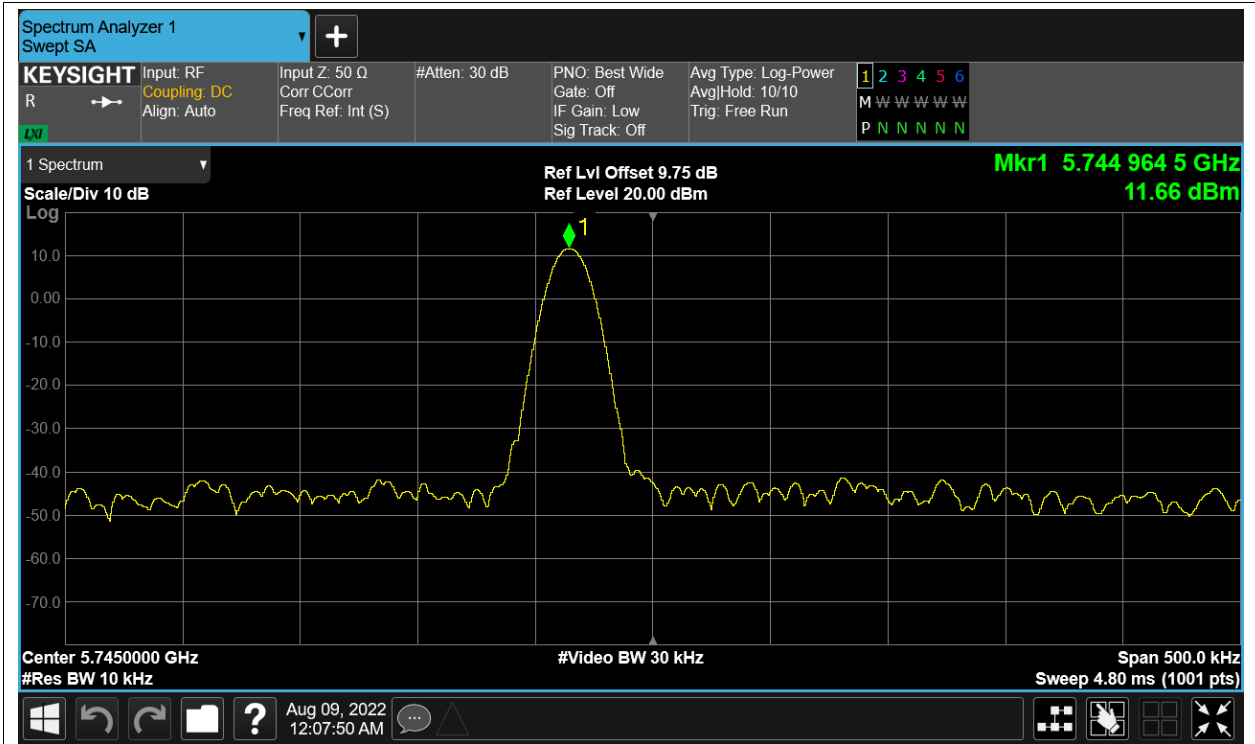 Spectrum Analyzer 1
Swept SA
KEYSIGHT
R
LXI
Input: RF
Coupling: DC
Align: Auto
Input Z: 50 Ω
Corr CCorr
Freq Ref: Int (S)
#Atten: 30 dB
PNO: Best Wide
Gate: Off
IF Gain: Low
Sig Track: Off
Avg Type: Log-Power
Avg|Hold: 10/10
Trig: Free Run
1 2 3 4 5 6
M W W W W W
P N N N N N
1 Spectrum
Scale/Div 10 dB
Log
Ref Lvl Offset 9.75 dB
Ref Level 20.00 dBm
Mkr1 5.744 964 5 GHz
11.66 dBm
1
10.0
0.00
-10.0
-20.0
-30.0
-40.0
-50.0
-60.0
-70.0
Center 5.7450000 GHz
#Res BW 10 kHz
#Video BW 30 kHz
Span 500.0 kHz
Sweep 4.80 ms (1001 pts)
?
Aug 09, 2022
12:07:50 AM